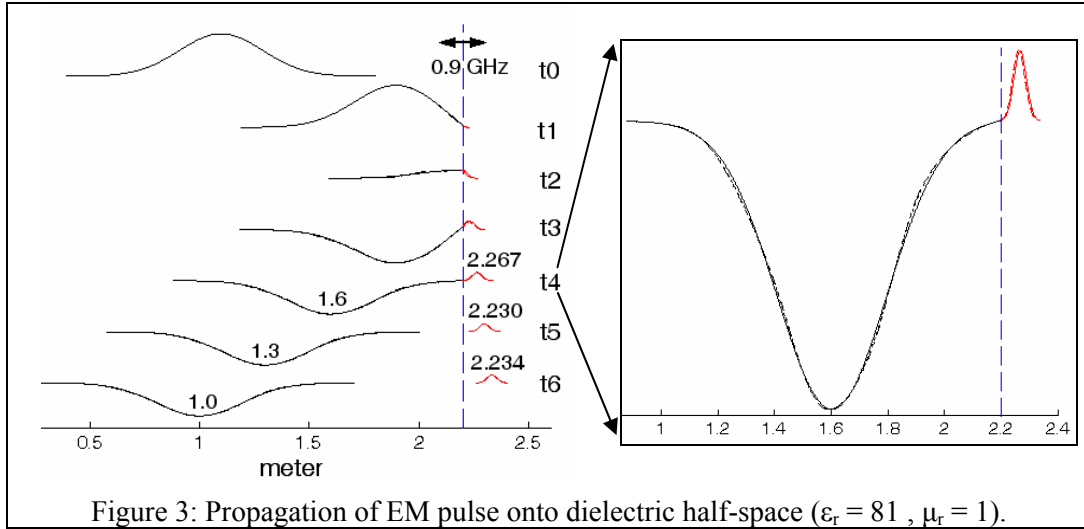 0.9 GHz
t0
t1
t2
t3
2.267
t4
1.6
2.230
t5
1.3
2.234
t6
1.0
0.5 1 1.5 2 2.5
meter
1 1.2 1.4 1.6 1.8 2 2.2 2.4
Figure 3: Propagation of EM pulse onto dielectric half-space (εr = 81 , μr = 1).